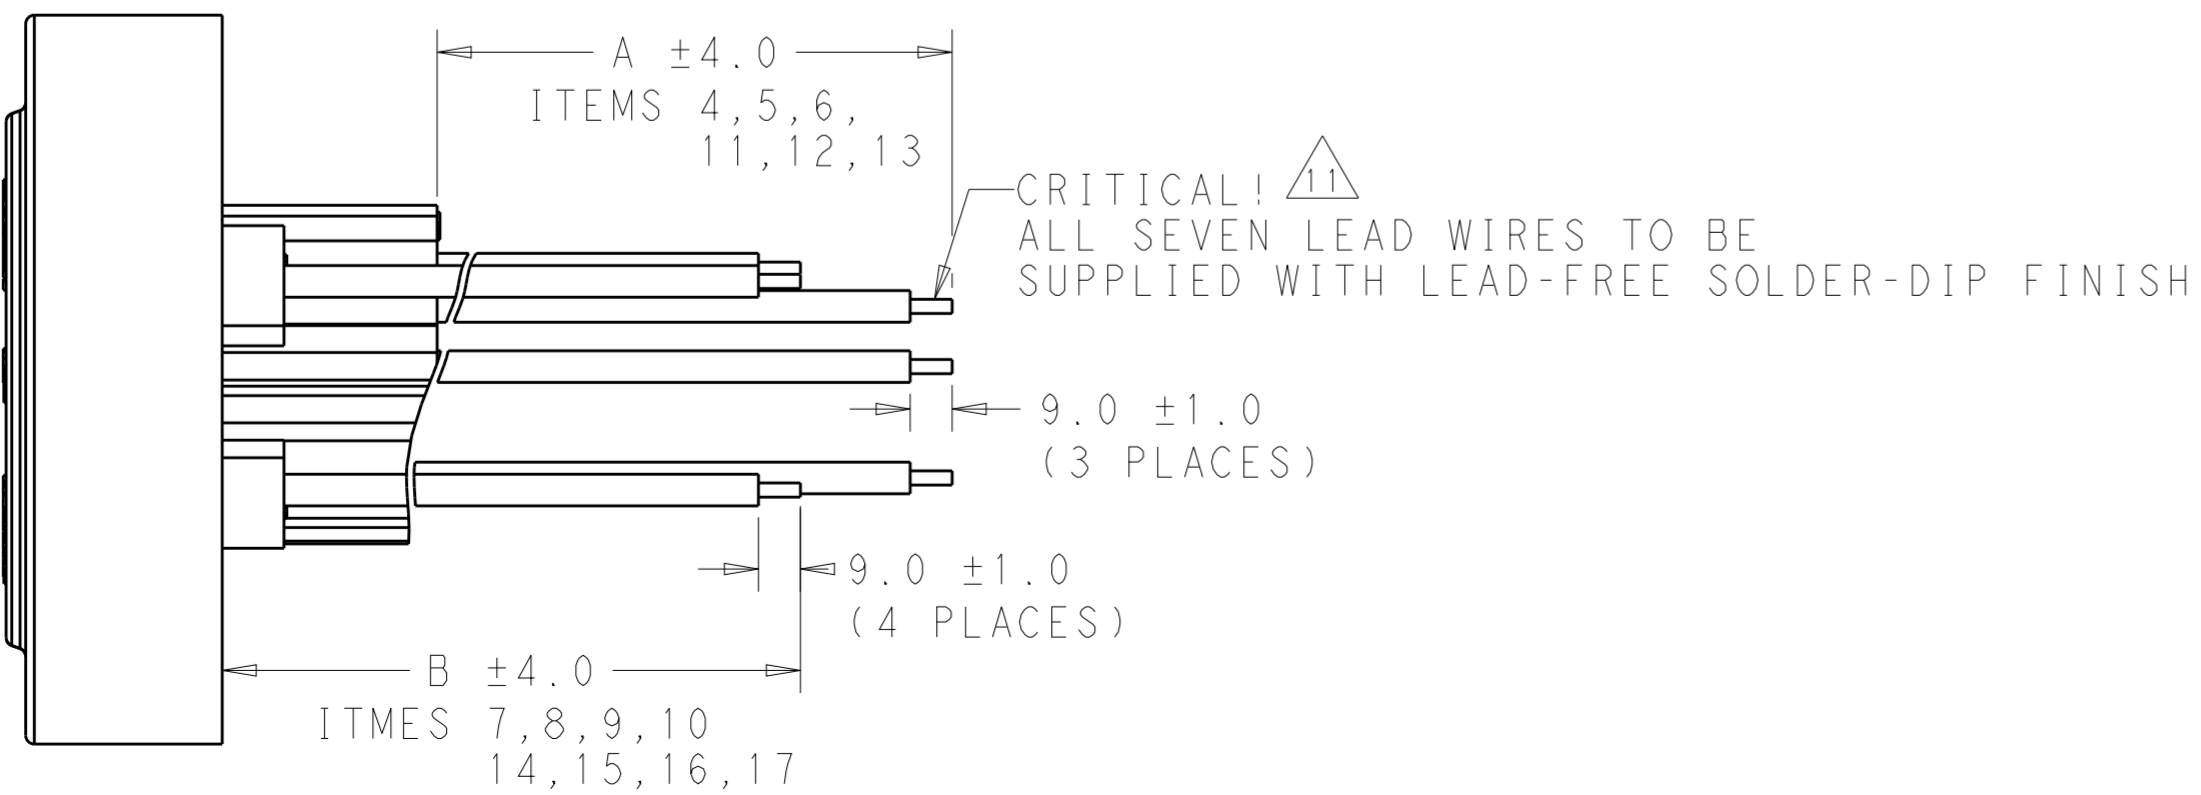 A ±4.0
ITEMS 4,5,6,
11,12,13
CRITICAL! 11
ALL SEVEN LEAD WIRES TO BE
SUPPLIED WITH LEAD-FREE SOLDER-DIP FINISH
9.0 ±1.0
(3 PLACES)
9.0 ±1.0
(4 PLACES)
B ±4.0
ITMES 7,8,9,10
14,15,16,17